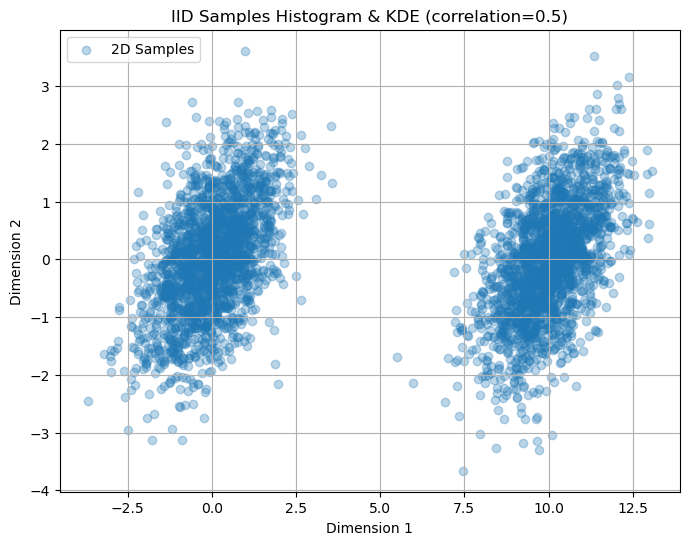 IID Samples Histogram & KDE (correlation=0.5)
2D Samples
3
2
1
0
−1
−2
−3
−4
Dimension 2
−2.5 0.0 2.5 5.0 7.5 10.0 12.5
Dimension 1